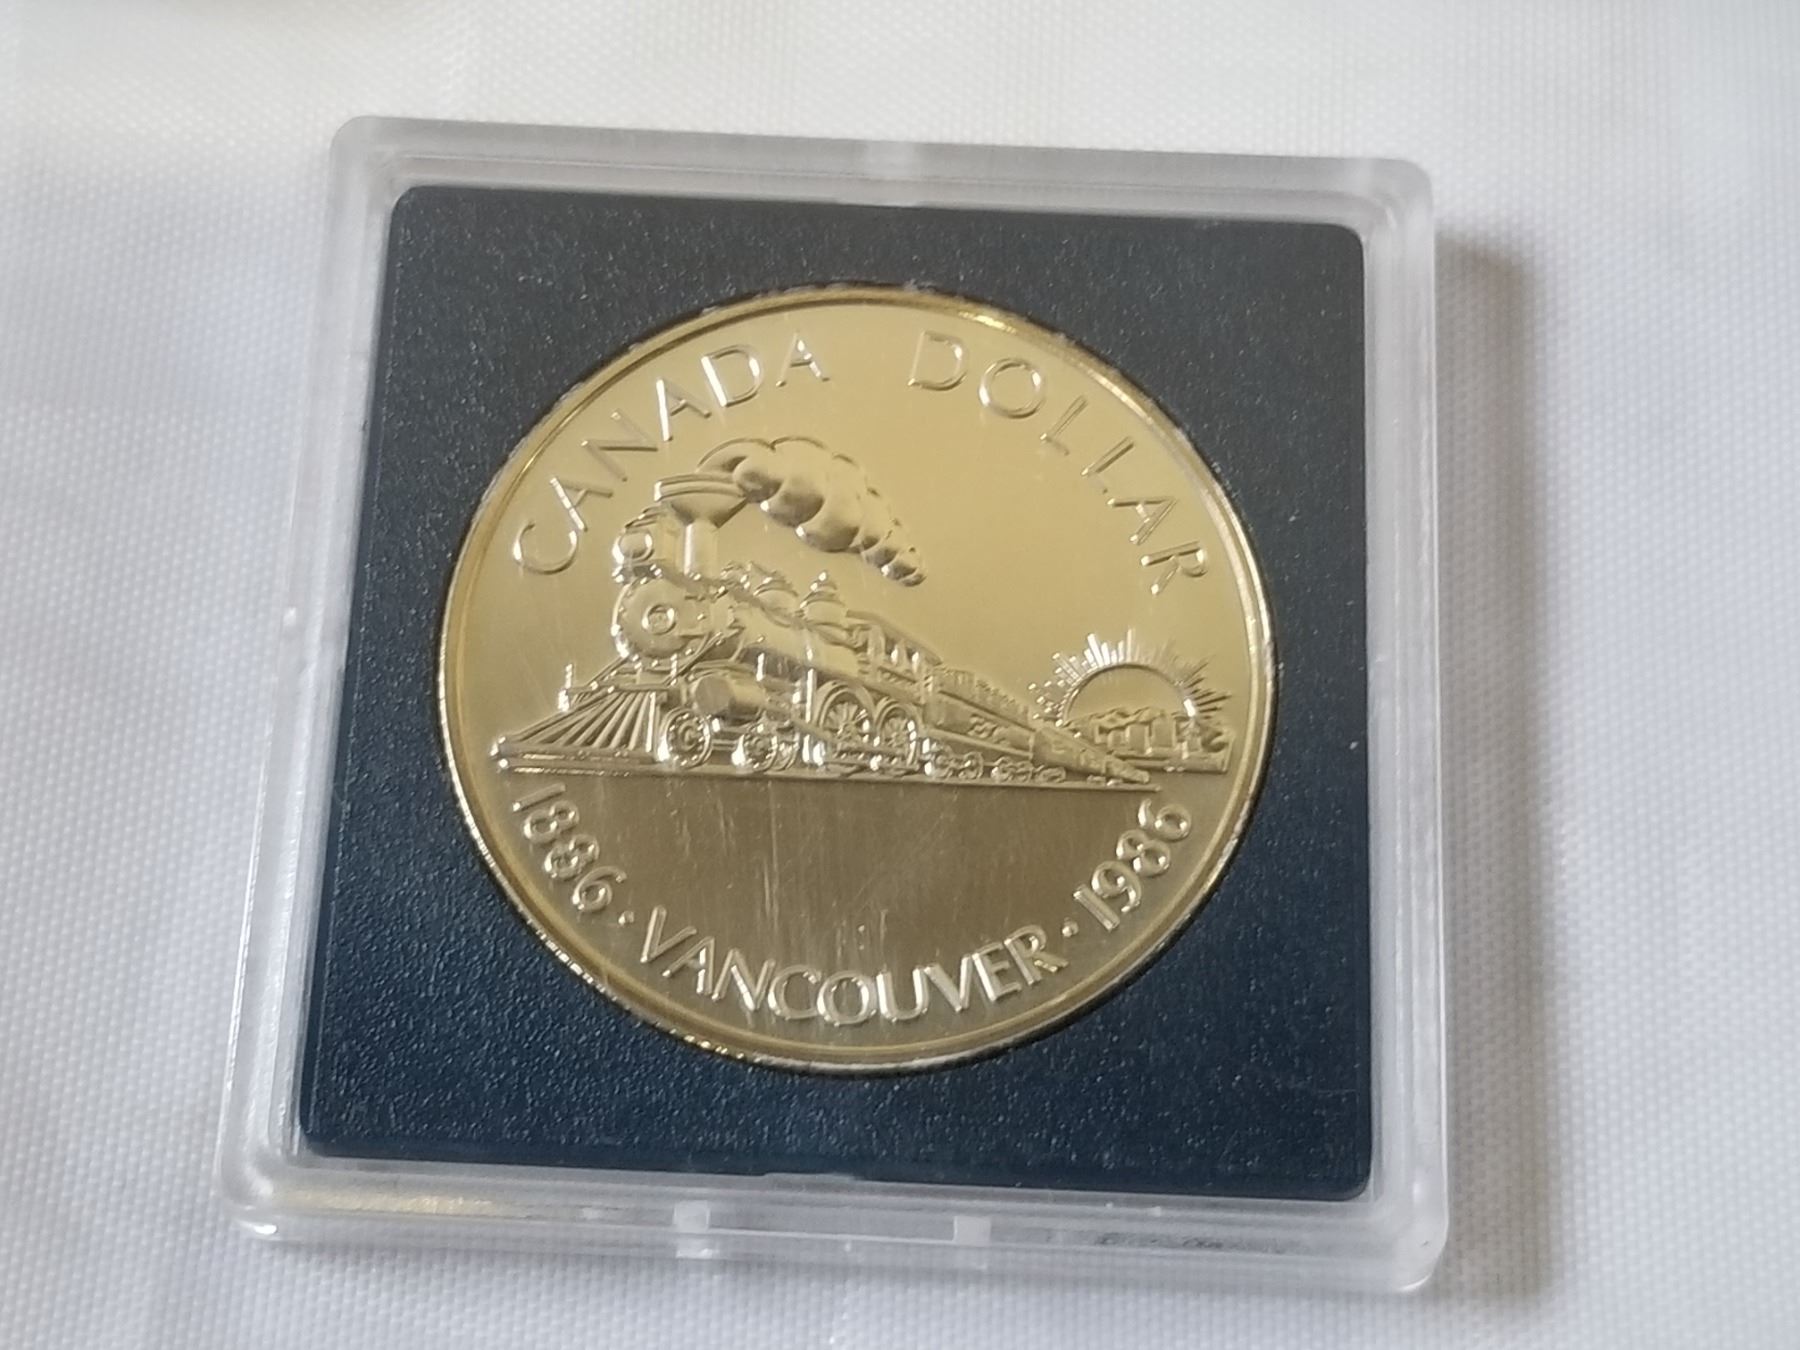 CANADA DOLLAR
1886 · VANCOUVER · 1986